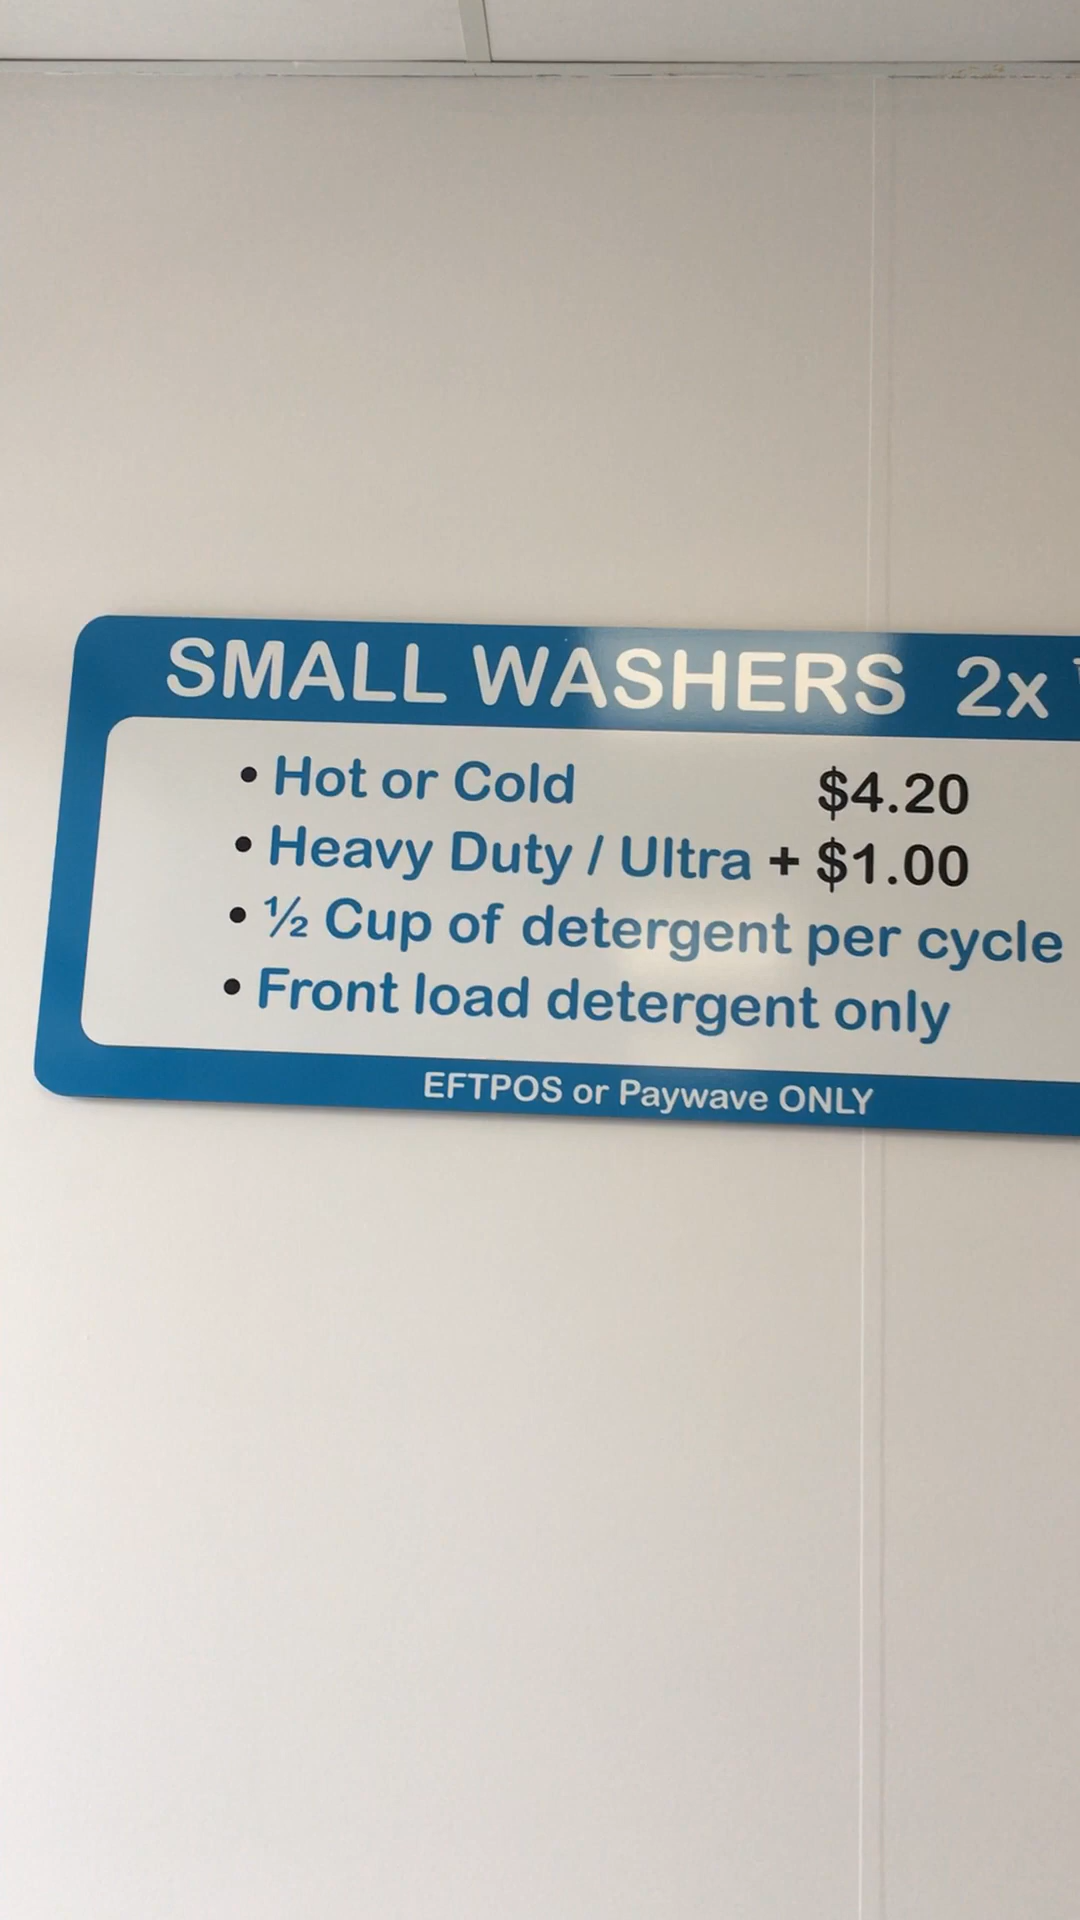 SMALL WASHERS 2x
• Hot or Cold $4.20
• Heavy Duty / Ultra + $1.00
• ½ Cup of detergent per cycle
• Front load detergent only
EFTPOS or Paywave ONLY